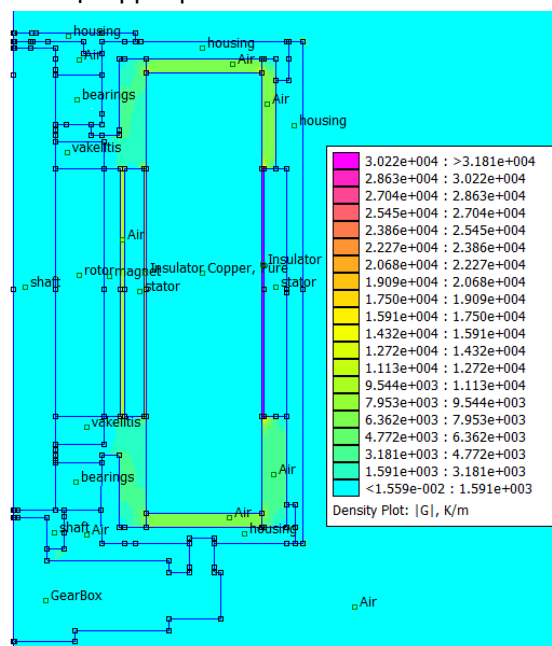 housing
Air
housing
Air
bearings
Air
housing
vakelitis
Air
rotor
magnet
Insulator
Copper, Pure
Insulator
shaft
stator
stator
vakelitis
bearings
Air
Air
shaft
Air
housing
GearBox
Air
3.022e+004 : >3.181e+004
2.863e+004 : 3.022e+004
2.704e+004 : 2.863e+004
2.545e+004 : 2.704e+004
2.386e+004 : 2.545e+004
2.227e+004 : 2.386e+004
2.068e+004 : 2.227e+004
1.909e+004 : 2.068e+004
1.750e+004 : 1.909e+004
1.591e+004 : 1.750e+004
1.432e+004 : 1.591e+004
1.272e+004 : 1.432e+004
1.113e+004 : 1.272e+004
9.544e+003 : 1.113e+004
7.953e+003 : 9.544e+003
6.362e+003 : 7.953e+003
4.772e+003 : 6.362e+003
3.181e+003 : 4.772e+003
1.591e+003 : 3.181e+003
<1.559e-002 : 1.591e+003
Density Plot: |G|, K/m